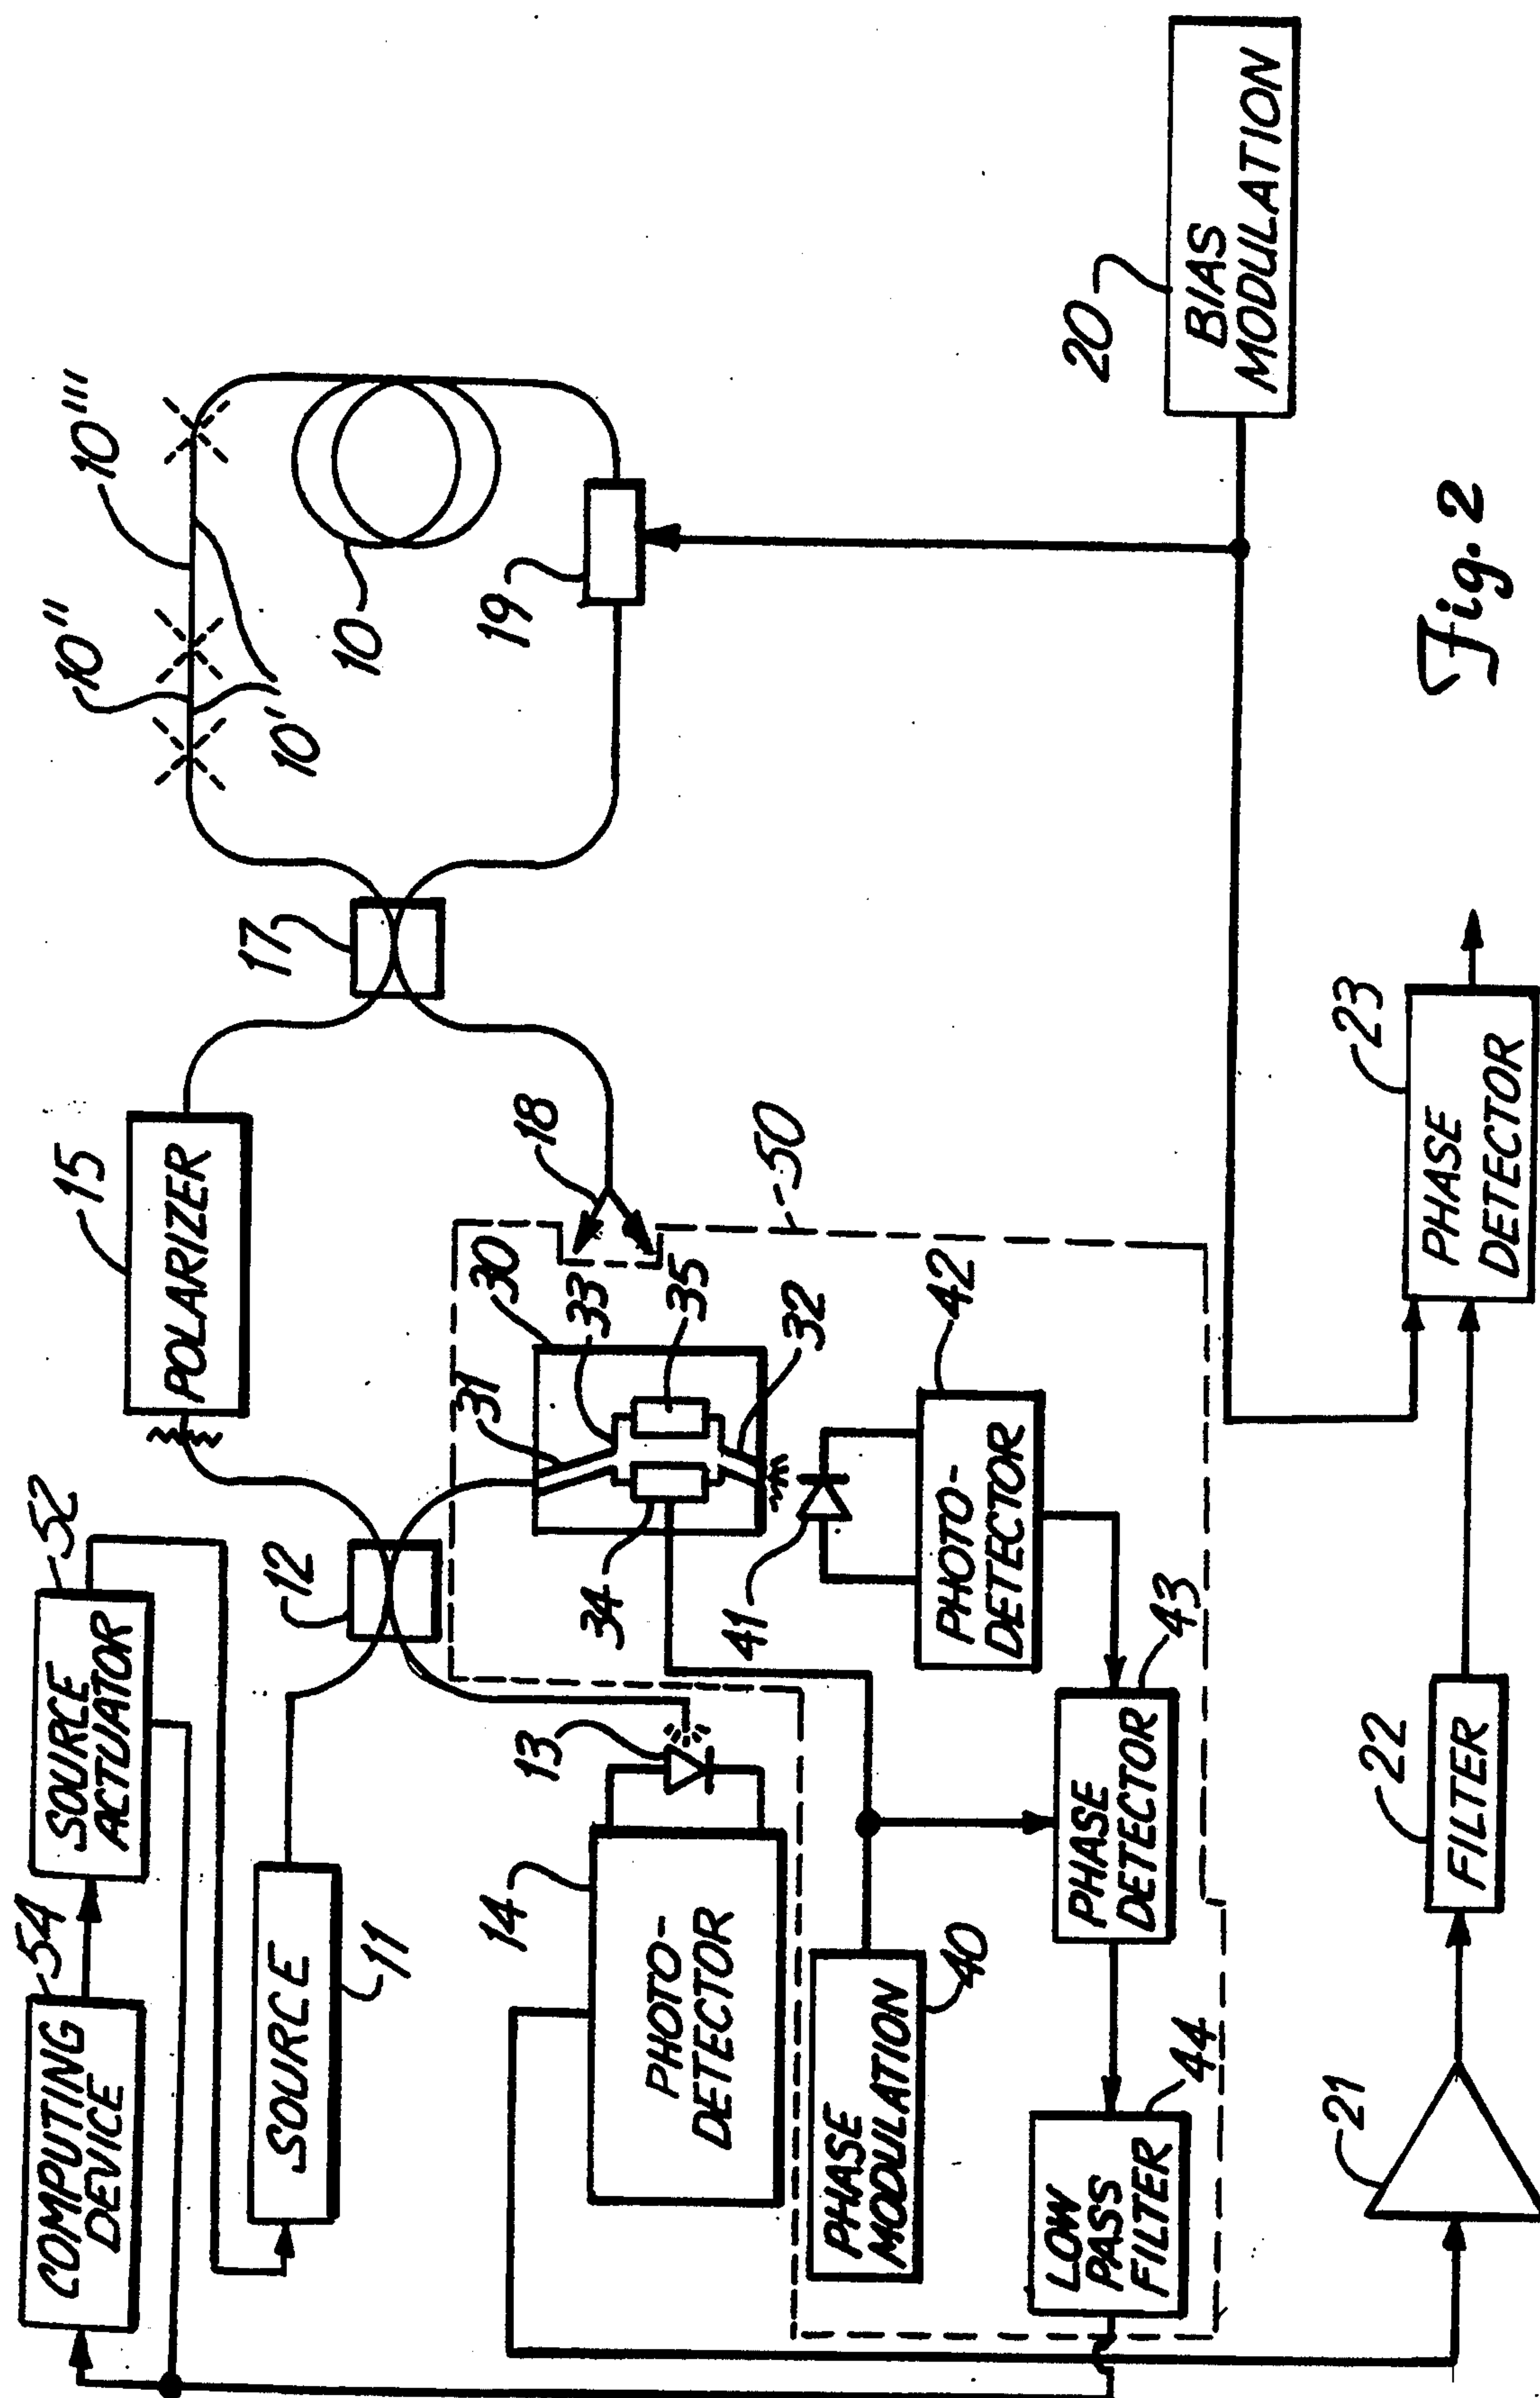 COMPUTING
DEVICE
54
SOURCE
ACTUATOR
52
SOURCE
11
12
POLARIZER
15
17
10"
10'''
10'
10
19
18
50
PHOTO-
DETECTOR
14
13
30
31
33
35
34
32
41
PHOTO-
DETECTOR
42
PHASE
MODULATION
40
PHASE
DETECTOR
43
LOW
PASS
FILTER
44
BIAS
MODULATION
20
21
FILTER
22
PHASE
DETECTOR
23
Fig. 2